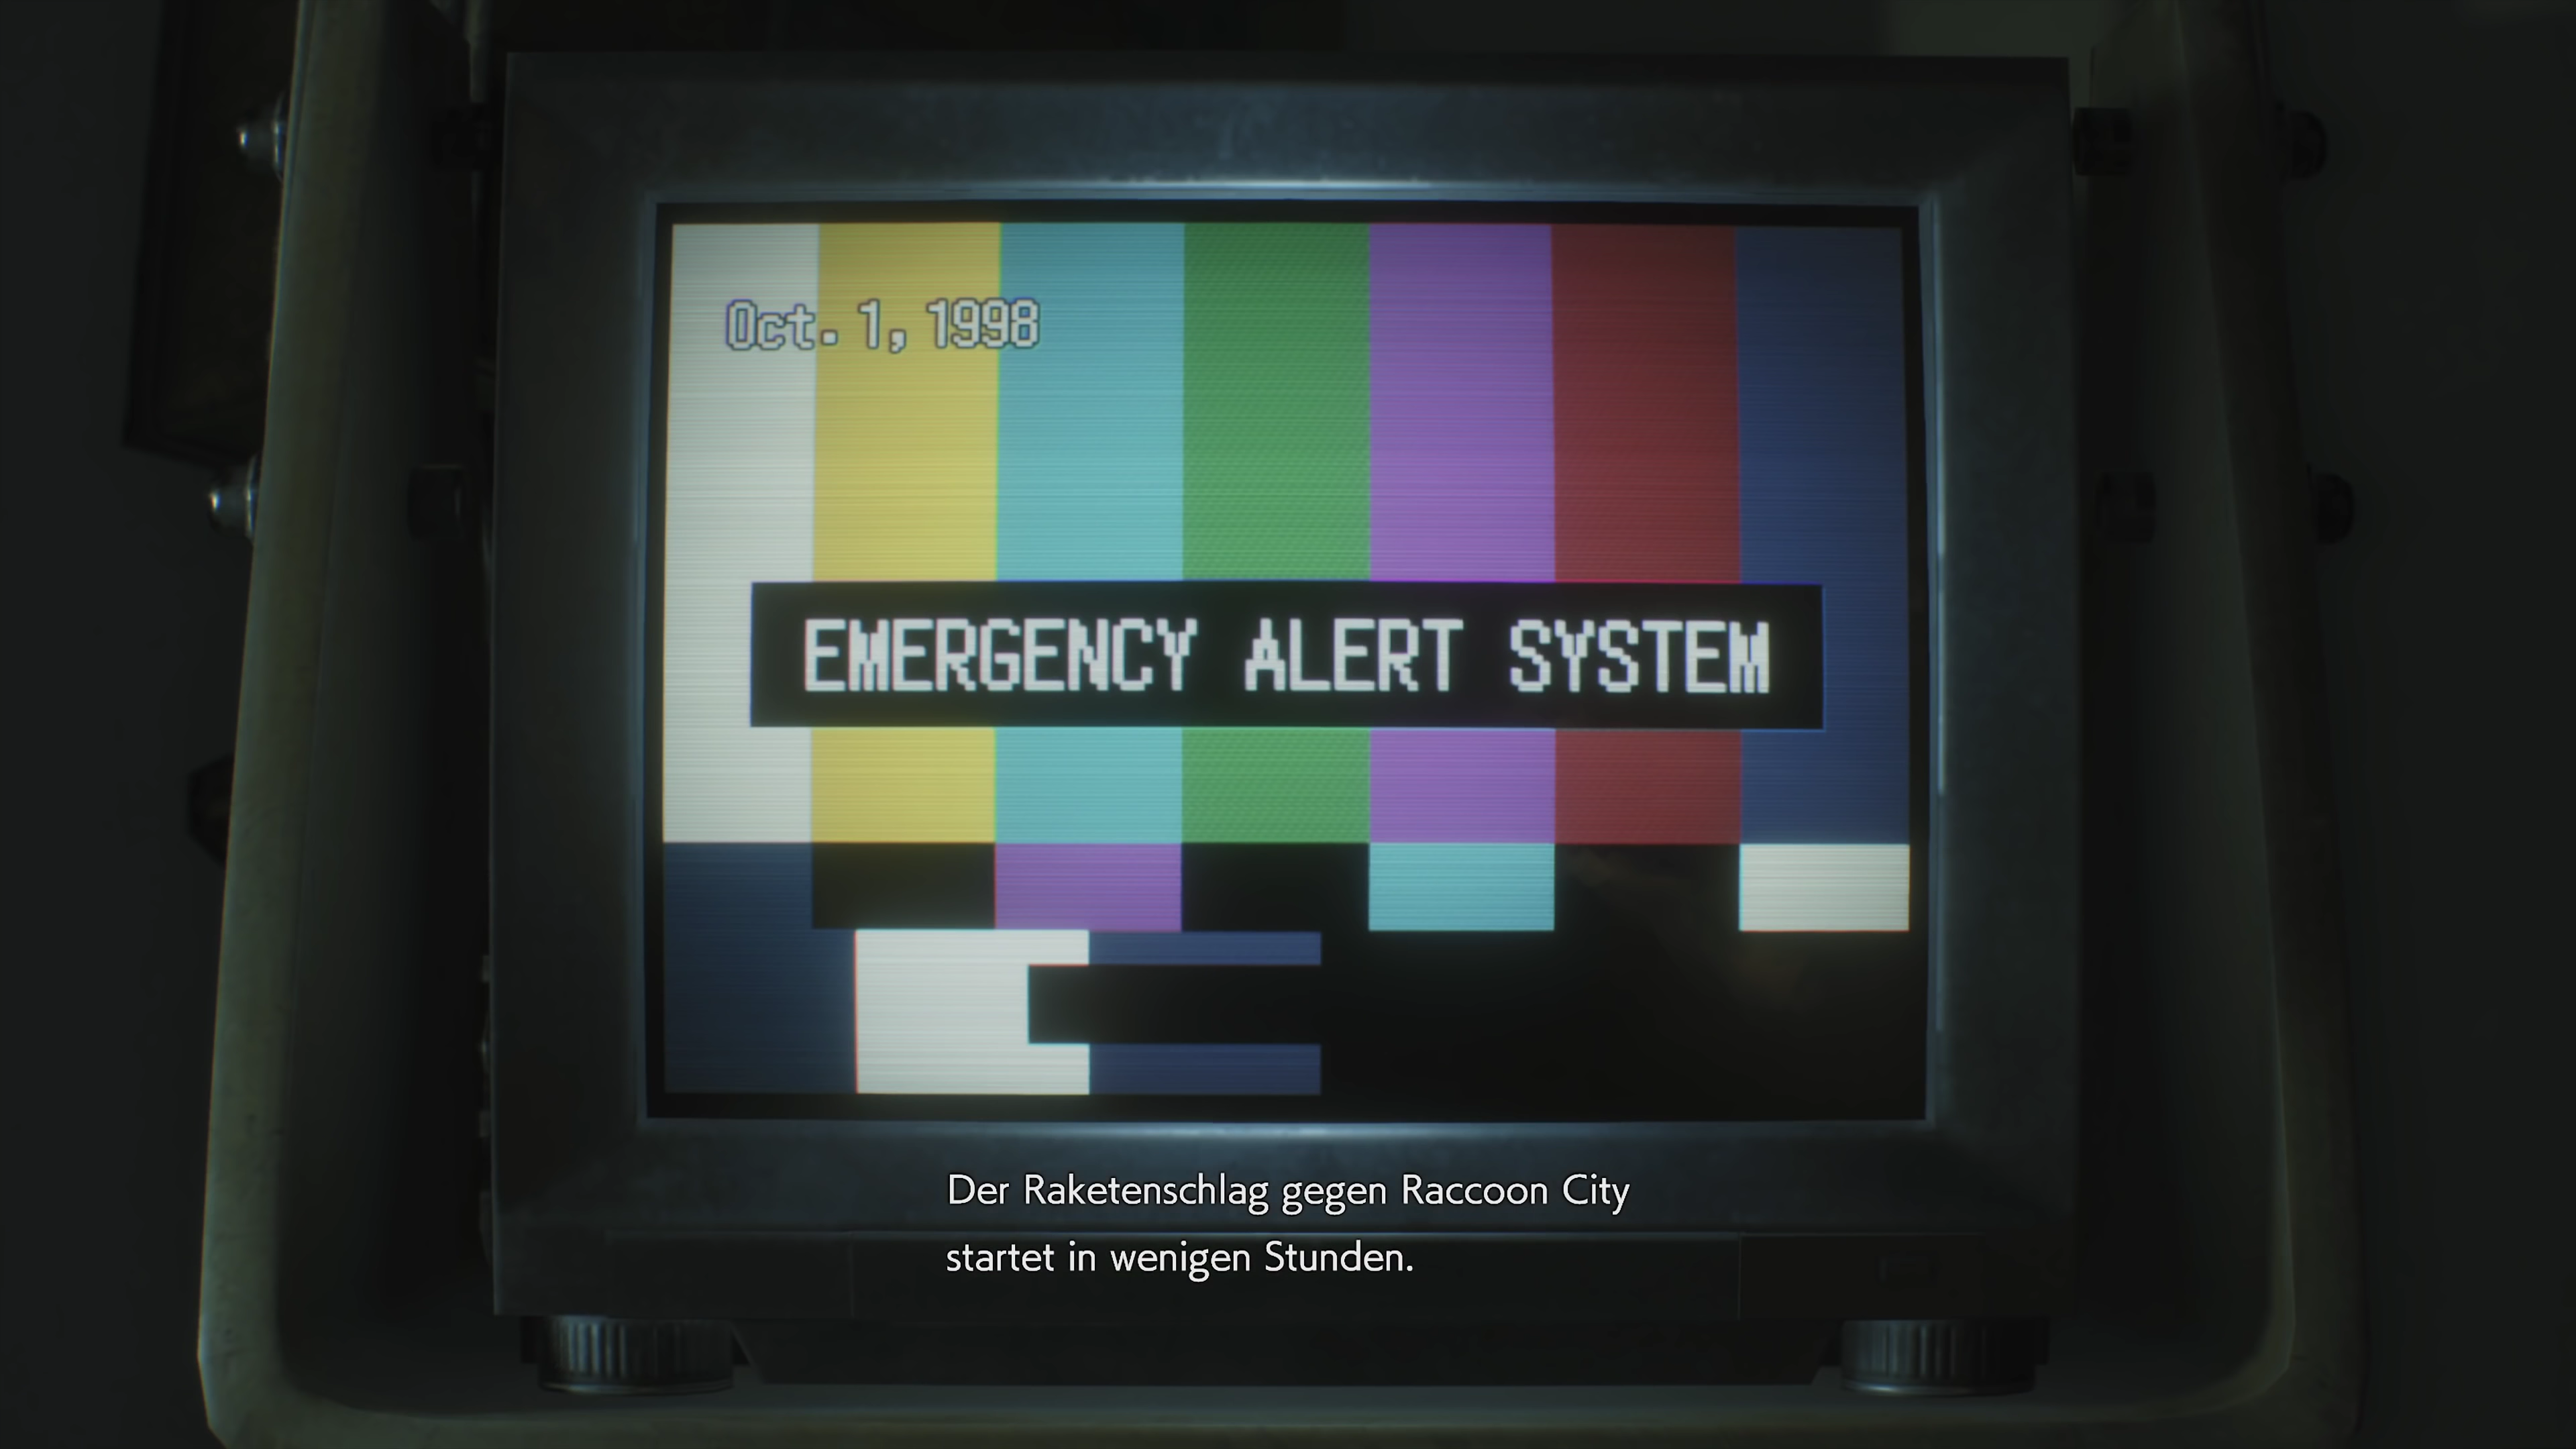 Oct. 1, 1998
EMERGENCY ALERT SYSTEM
Der Raketenschlag gegen Raccoon City
startet in wenigen Stunden.